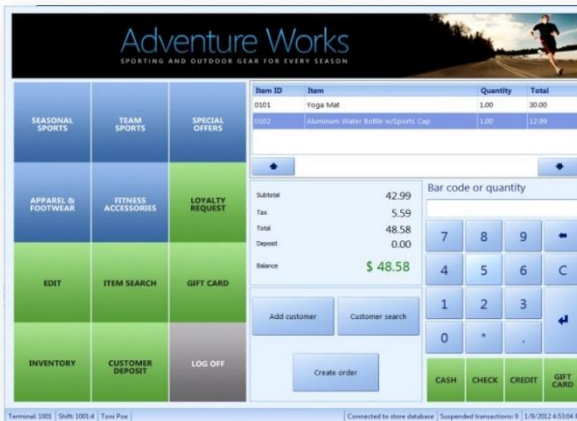 Adventure Works
SPORTING AND OUTDOOR GEAR FOR EVERY SEASON
SEASONAL SPORTS
TEAM SPORTS
SPECIAL OFFERS
APPAREL & FOOTWEAR
FITNESS ACCESSORIES
LOYALTY REQUEST
EDIT
ITEM SEARCH
GIFT CARD
INVENTORY
CUSTOMER DEPOSIT
LOG OFF
Item ID Item Quantity Total
0101 Yoga Mat 1.00 30.00
0102 Aluminum Water Bottle w/Sports Cap 1.00 12.99
Subtotal 42.99
Tax 5.59
Total 48.58
Deposit 0.00
Balance $ 48.58
Add customer
Customer search
Create order
Bar code or quantity
7 8 9
4 5 6 C
1 2 3
0 * .
CASH
CHECK
CREDIT
GIFT CARD
Terminal: 1001 Shift: 1001:4 Toni Poe
Connected to store database Suspended transactions: 0 1/9/2012 4:53:04